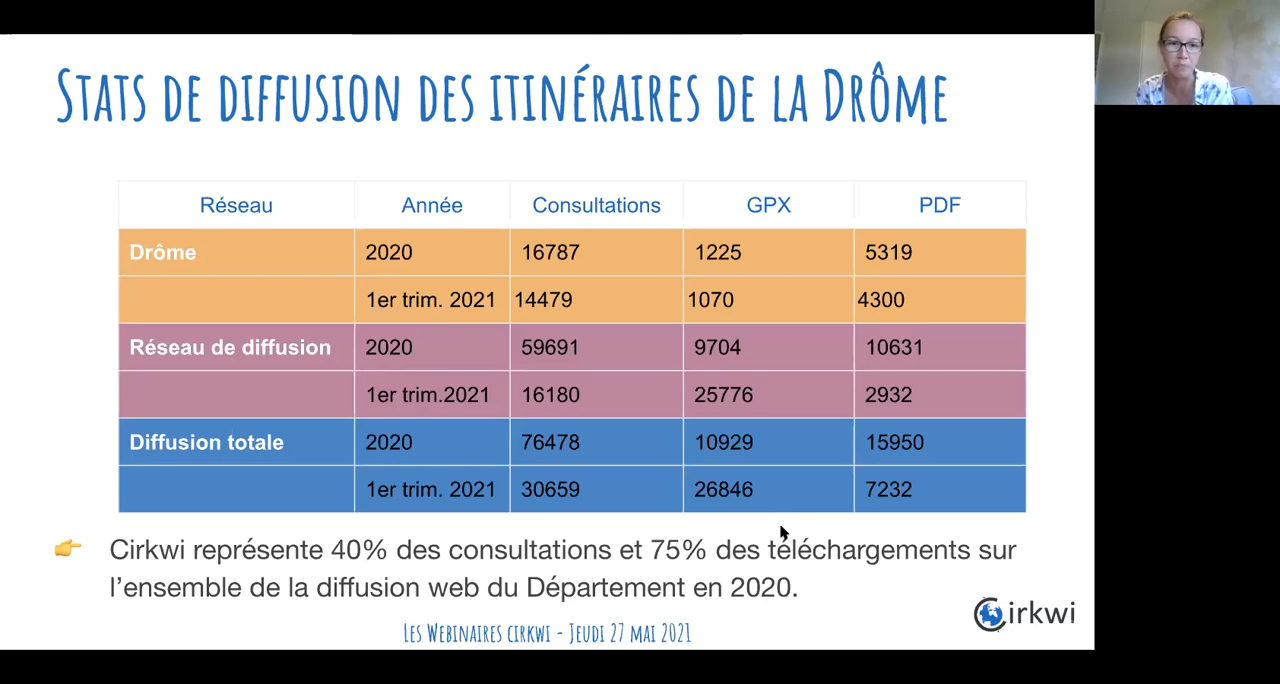 STATS DE DIFFUSION DES ITINÉRAIRES DE LA DRÔME
Réseau Année Consultations GPX PDF
Drôme 2020 16787 1225 5319
1er trim. 2021 14479 1070 4300
Réseau de diffusion 2020 59691 9704 10631
1er trim.2021 16180 25776 2932
Diffusion totale 2020 76478 10929 15950
1er trim. 2021 30659 26846 7232
👉 Cirkwi représente 40% des consultations et 75% des téléchargements sur
l’ensemble de la diffusion web du Département en 2020.
LES WEBINAIRES CIRKWI - JEUDI 27 MAI 2021
Cirkwi